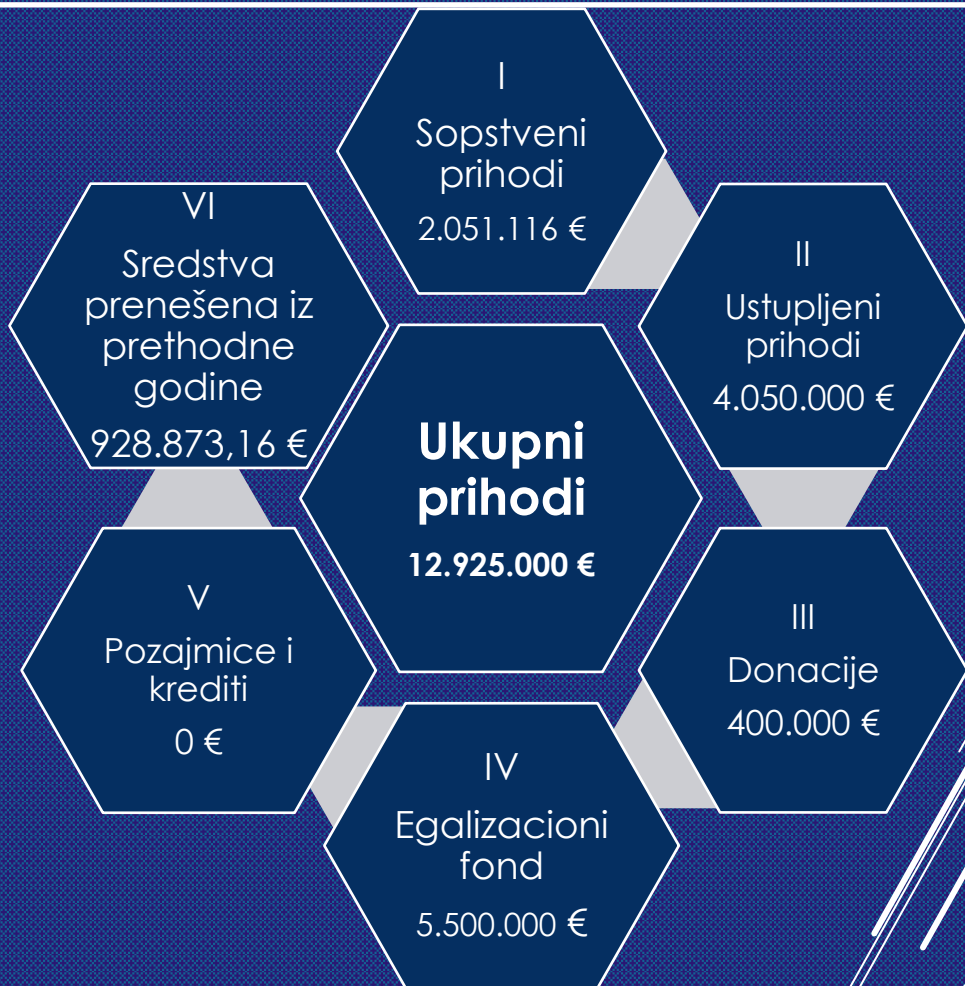 I
Sopstveni
prihodi
2.051.116 €
II
Ustupljeni
prihodi
4.050.000 €
III
Donacije
400.000 €
IV
Egalizacioni
fond
5.500.000 €
V
Pozajmice i
krediti
0 €
VI
Sredstva
prenešena iz
prethodne
godine
928.873,16 €
Ukupni
prihodi
12.925.000 €